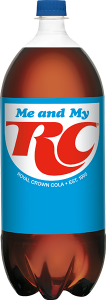 Me and My
RC
ROYAL CROWN COLA • EST. 1905